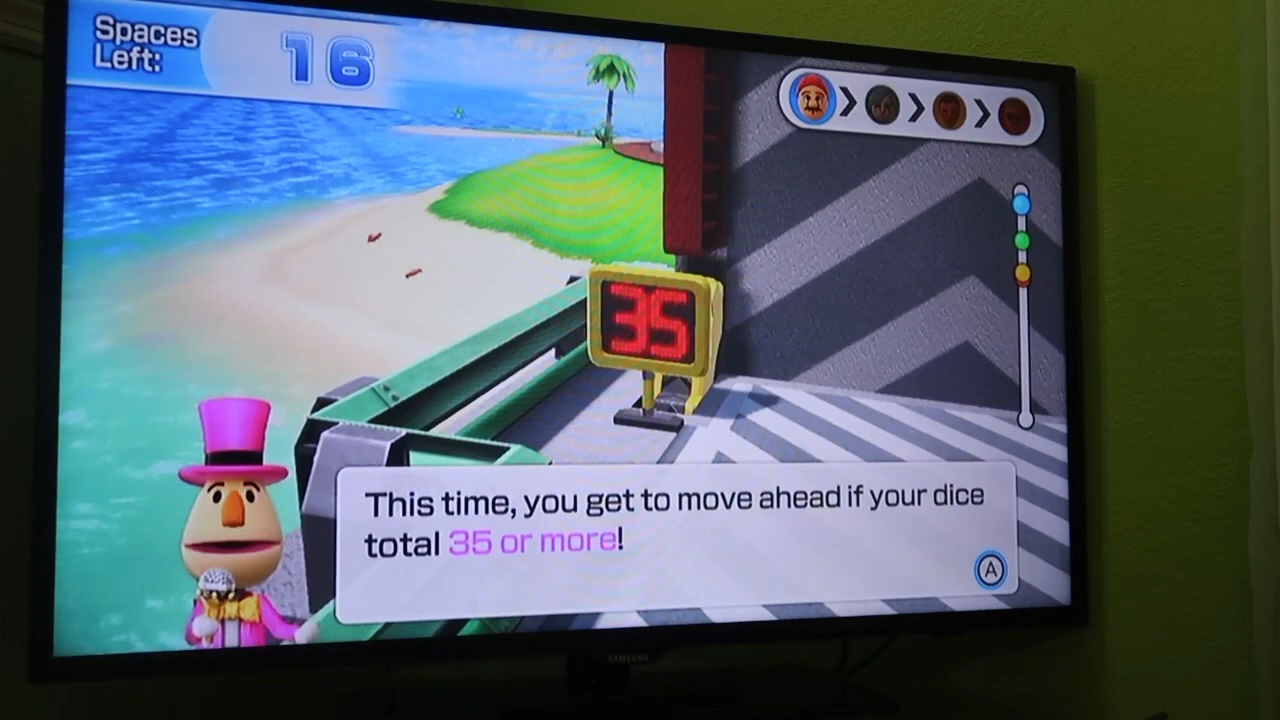 Spaces
Left:
16
35
This time, you get to move ahead if your dice
total 35 or more!
A
SAMSUNG